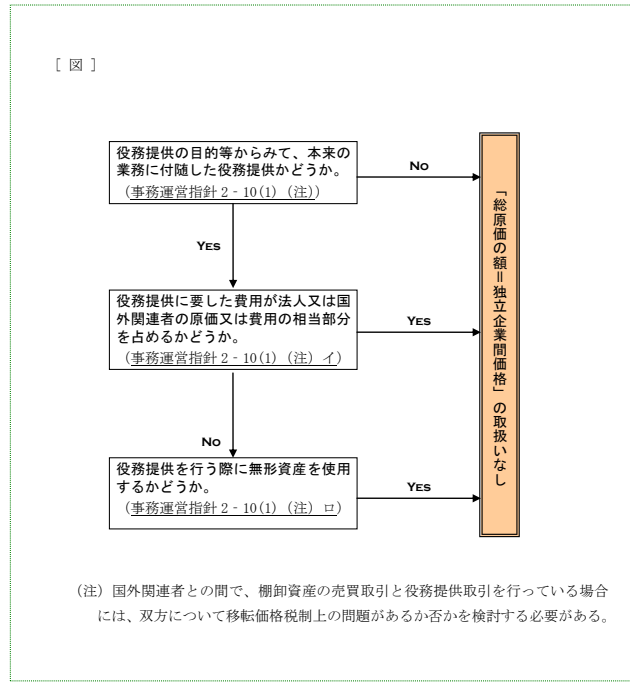 [ 図 ]
役務提供の目的等からみて、本来の
業務に付随した役務提供かどうか。
（事務運営指針 2 - 10(1)（注））
NO
YES
役務提供に要した費用が法人又は国
外関連者の原価又は費用の相当部分
を占めるかどうか。
（事務運営指針 2 - 10(1)（注）イ）
YES
NO
役務提供を行う際に無形資産を使用
するかどうか。
（事務運営指針 2 - 10(1)（注）ロ）
YES
「総原価の額＝独立企業間価格」の取扱いなし
（注）国外関連者との間で、棚卸資産の売買取引と役務提供取引を行っている場合
には、双方について移転価格税制上の問題があるか否かを検討する必要がある。